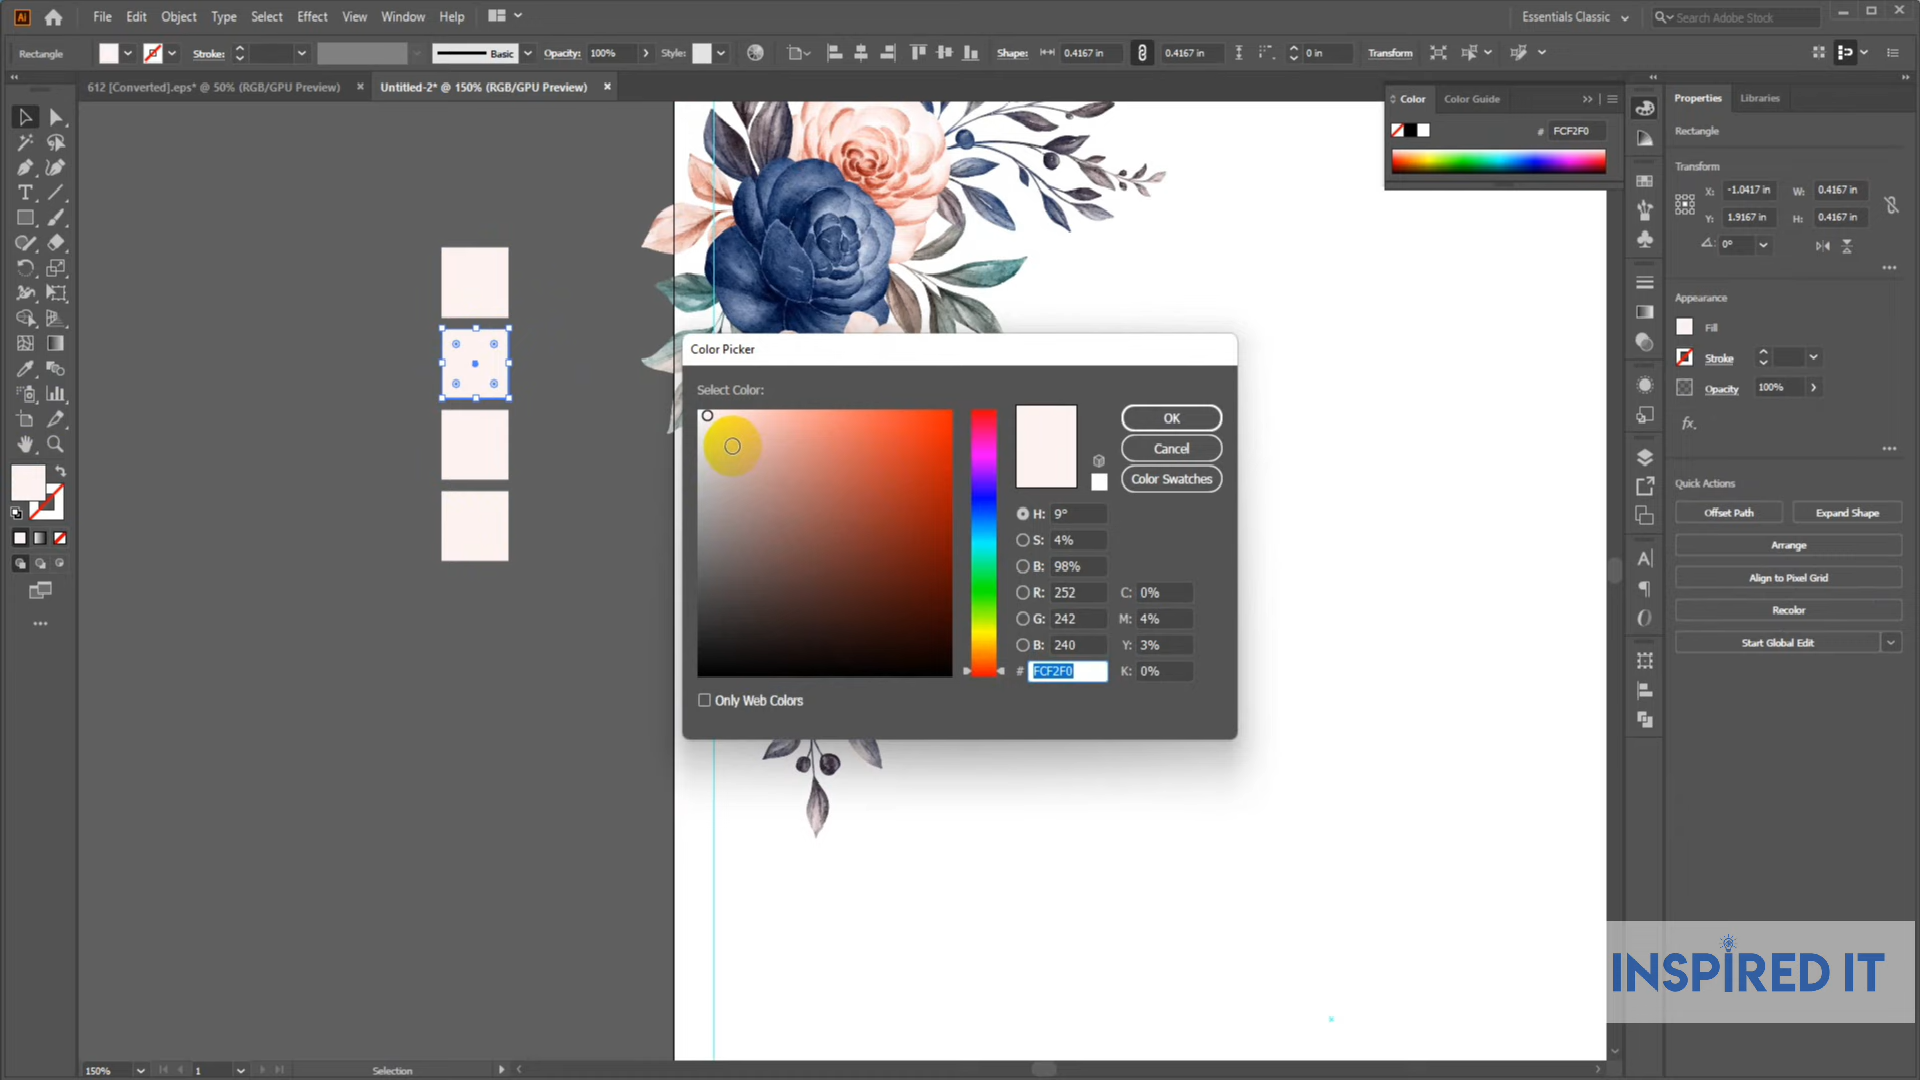 Ai File Edit Object Type Select Effect View Window Help Essentials Classic Search Adobe Stock
Rectangle Stroke: Basic Opacity: 100% Style: Shape: 0.4167 in 0.4167 in 0 in Transform
612 [Converted].eps* @ 50% (RGB/GPU Preview) × Untitled-2* @ 150% (RGB/GPU Preview) ×
Color Color Guide
# FCF2F0
Properties Libraries
Rectangle
Transform
X: -1.0417 in W: 0.4167 in
Y: 1.9167 in H: 0.4167 in
0°
Appearance
Fill
Stroke
Opacity 100%
fx.
Quick Actions
Offset Path Expand Shape
Arrange
Align to Pixel Grid
Recolor
Start Global Edit
Color Picker
Select Color:
OK
Cancel
Color Swatches
H: 9°
S: 4%
B: 98%
R: 252 C: 0%
G: 242 M: 4%
B: 240 Y: 3%
# FCF2F0 K: 0%
Only Web Colors
INSPIRED IT
150% 1 Selection